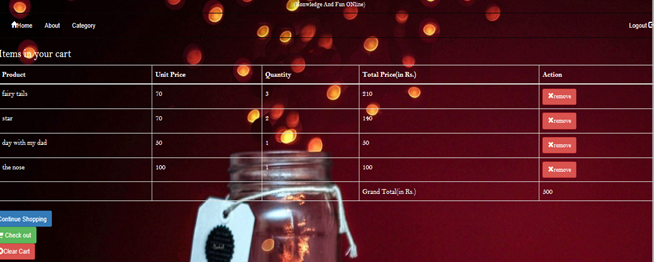 (Knowledge And Fun ONline)
Home About Category Logout
Items in your cart
Product Unit Price Quantity Total Price(in Rs.) Action
fairy tails 70 3 210 remove
star 70 2 140 remove
day with my dad 30 1 30 remove
the nose 100 1 100 remove
Grand Total(in Rs.) 500
Continue Shopping
Check out
Clear Cart